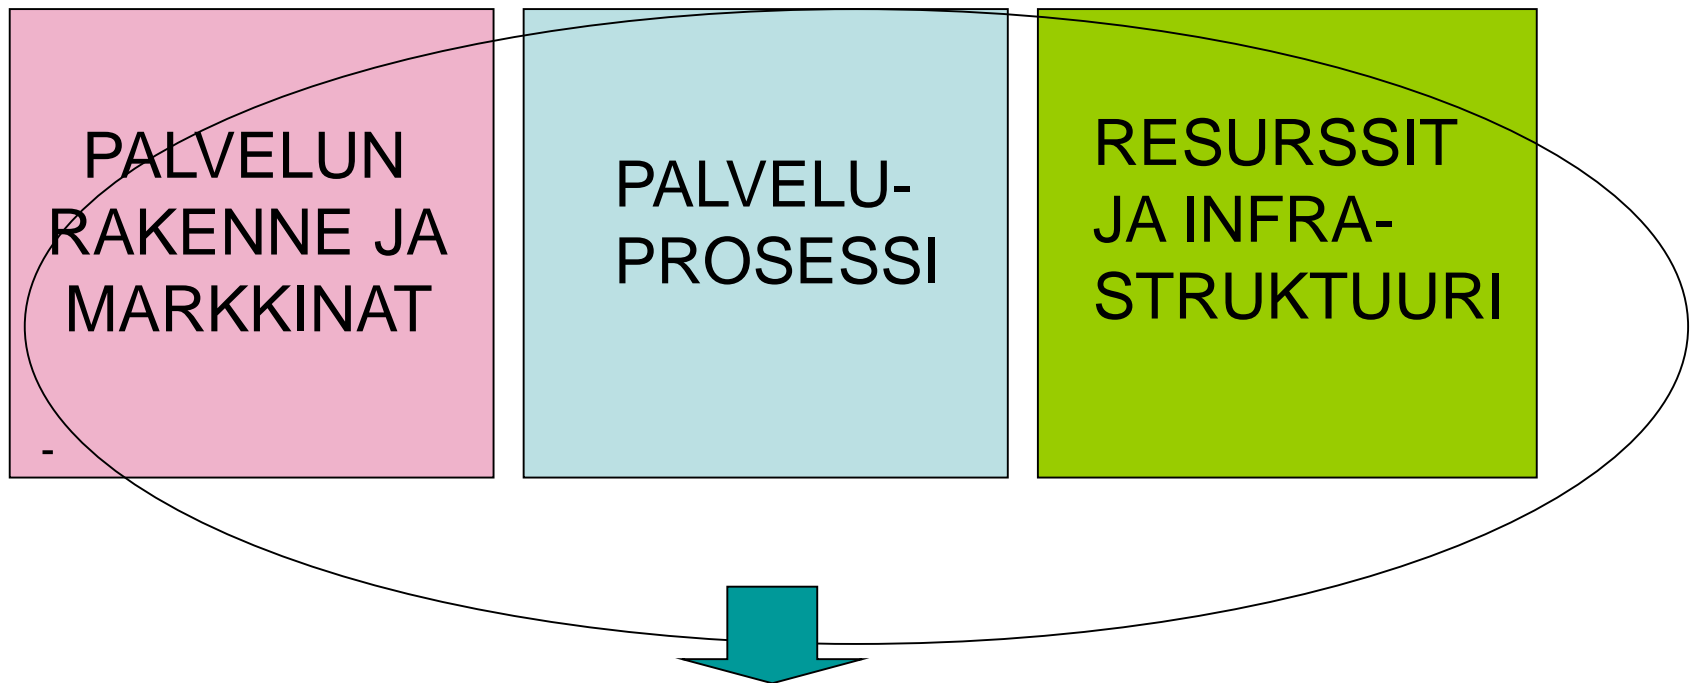 PALVELUN
RAKENNE JA
MARKKINAT
-
PALVELU-
PROSESSI
RESURSSIT
JA INFRA-
STRUKTUURI